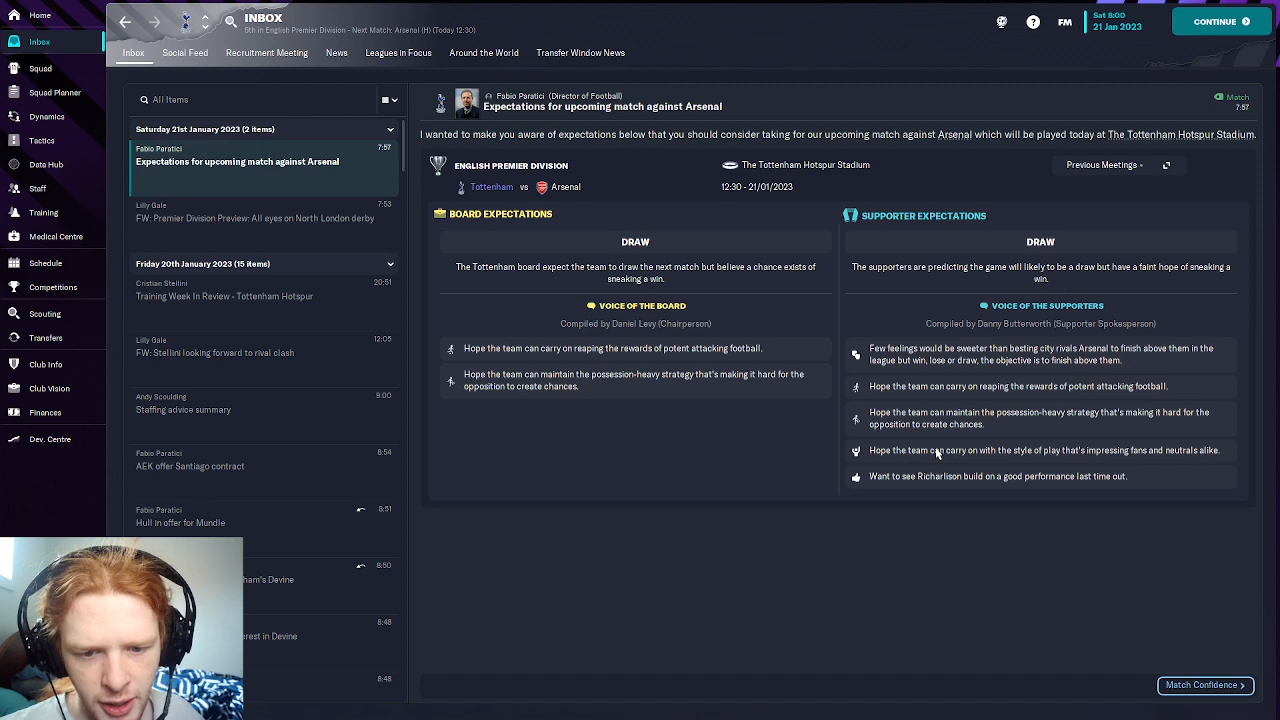 Home
Inbox
Squad
Squad Planner
Dynamics
Tactics
Data Hub
Staff
Training
Medical Centre
Schedule
Competitions
Scouting
Transfers
Club Info
Club Vision
Finances
Dev. Centre
INBOX
5th in English Premier Division - Next Match: Arsenal (H) (Today 12:30)
FM
Sat 8:00
21 Jan 2023
CONTINUE
Inbox
Social Feed
Recruitment Meeting
News
Leagues in Focus
Around the World
Transfer Window News
All Items
Saturday 21st January 2023 (2 items)
Fabio Paratici 7:57
Expectations for upcoming match against Arsenal
Lilly Gale 7:53
FW: Premier Division Preview: All eyes on North London derby
Friday 20th January 2023 (15 items)
Cristian Stellini 20:51
Training Week In Review - Tottenham Hotspur
Lilly Gale 12:05
FW: Stellini looking forward to rival clash
Andy Scoulding 9:00
Staffing advice summary
Fabio Paratici 8:54
AEK offer Santiago contract
Fabio Paratici 8:51
Hull in offer for Mundle
8:50
ham's Devine
8:48
erest in Devine
8:48
Fabio Paratici (Director of Football)
Expectations for upcoming match against Arsenal
Match
7:57
I wanted to make you aware of expectations below that you should consider taking for our upcoming match against Arsenal which will be played today at The Tottenham Hotspur Stadium.
ENGLISH PREMIER DIVISION
The Tottenham Hotspur Stadium
Previous Meetings
Tottenham vs Arsenal
12:30 - 21/01/2023
BOARD EXPECTATIONS
DRAW
The Tottenham board expect the team to draw the next match but believe a chance exists of
sneaking a win.
VOICE OF THE BOARD
Compiled by Daniel Levy (Chairperson)
Hope the team can carry on reaping the rewards of potent attacking football.
Hope the team can maintain the possession-heavy strategy that's making it hard for the
opposition to create chances.
SUPPORTER EXPECTATIONS
DRAW
The supporters are predicting the game will likely to be a draw but have a faint hope of sneaking a
win.
VOICE OF THE SUPPORTERS
Compiled by Danny Butterworth (Supporter Spokesperson)
Few feelings would be sweeter than besting city rivals Arsenal to finish above them in the
league but win, lose or draw, the objective is to finish above them.
Hope the team can carry on reaping the rewards of potent attacking football.
Hope the team can maintain the possession-heavy strategy that's making it hard for the
opposition to create chances.
Hope the team can carry on with the style of play that's impressing fans and neutrals alike.
Want to see Richarlison build on a good performance last time out.
Match Confidence